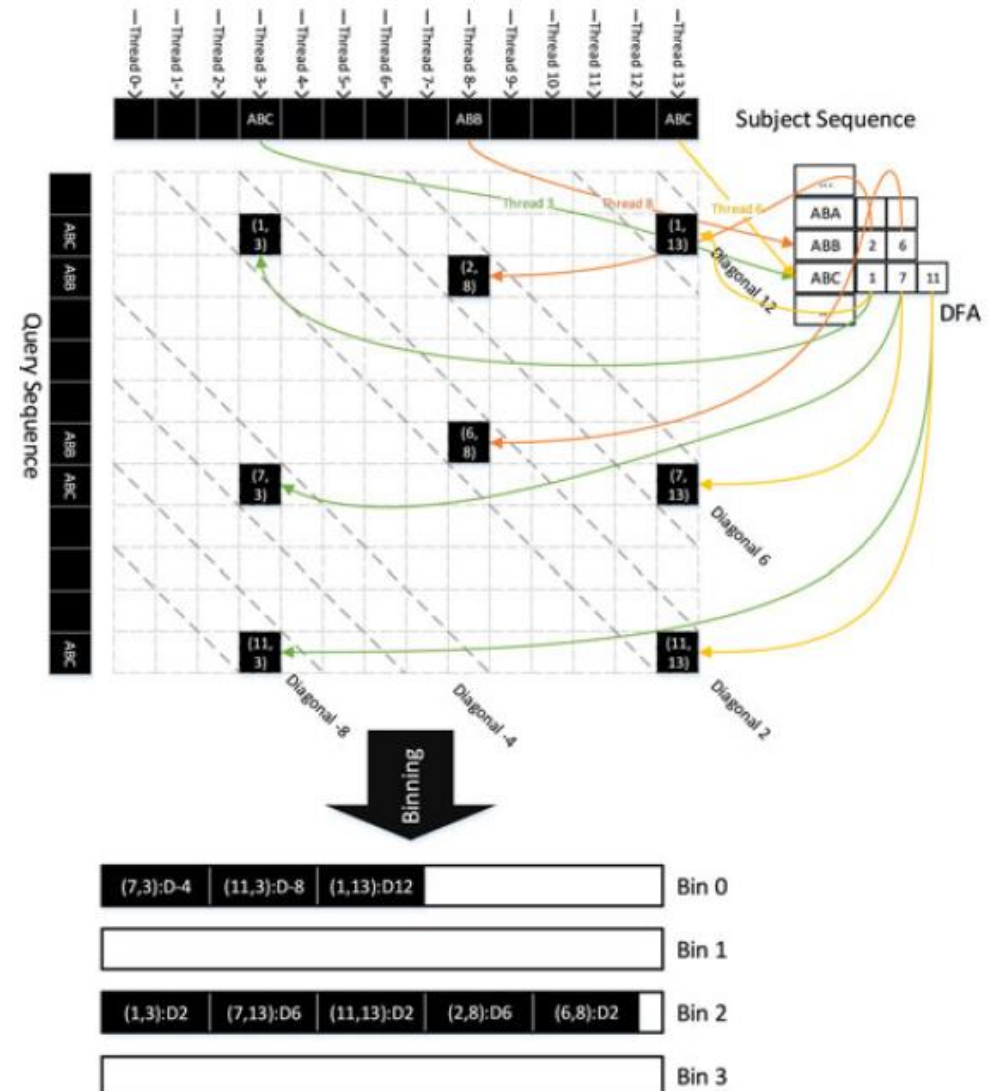 Thread 0
Thread 1
Thread 2
Thread 3
Thread 4
Thread 5
Thread 6
Thread 7
Thread 8
Thread 9
Thread 10
Thread 11
Thread 12
Thread 13
ABC
ABB
ABC
Subject Sequence
...
ABA
ABB 2 6
ABC 1 7 11
...
DFA
Thread 3
Thread 8
Thread 6
Query Sequence
ABC
ABB
ABB
ABC
ABC
(1,
3)
(1,
13)
(2,
8)
(6,
8)
(7,
3)
(7,
13)
(11,
3)
(11,
13)
Diagonal 12
Diagonal 6
Diagonal -8
Diagonal -4
Diagonal 2
Binning
(7,3):D-4 (11,3):D-8 (1,13):D12 Bin 0
Bin 1
(1,3):D2 (7,13):D6 (11,13):D2 (2,8):D6 (6,8):D2 Bin 2
Bin 3